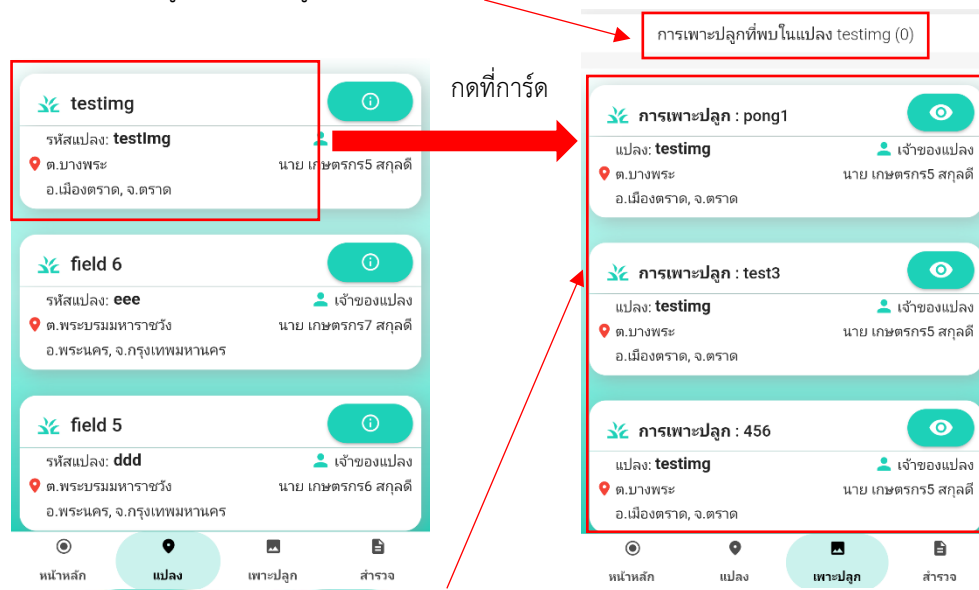 การเพาะปลูกที่พบในแปลง testimg (0)
กดที่การ์ด
testimg
รหัสแปลง: testImg
ต.บางพระ
นาย เกษตรกร5 สกุลดี
อ.เมืองตราด, จ.ตราด
field 6
รหัสแปลง: eee
เจ้าของแปลง
ต.พระบรมมหาราชวัง
นาย เกษตรกร7 สกุลดี
อ.พระนคร, จ.กรุงเทพมหานคร
field 5
รหัสแปลง: ddd
เจ้าของแปลง
ต.พระบรมมหาราชวัง
นาย เกษตรกร6 สกุลดี
อ.พระนคร, จ.กรุงเทพมหานคร
หน้าหลัก
แปลง
เพาะปลูก
สำรวจ
การเพาะปลูก : pong1
แปลง: testimg
เจ้าของแปลง
ต.บางพระ
นาย เกษตรกร5 สกุลดี
อ.เมืองตราด, จ.ตราด
การเพาะปลูก : test3
แปลง: testimg
เจ้าของแปลง
ต.บางพระ
นาย เกษตรกร5 สกุลดี
อ.เมืองตราด, จ.ตราด
การเพาะปลูก : 456
แปลง: testimg
เจ้าของแปลง
ต.บางพระ
นาย เกษตรกร5 สกุลดี
อ.เมืองตราด, จ.ตราด
หน้าหลัก
แปลง
เพาะปลูก
สำรวจ